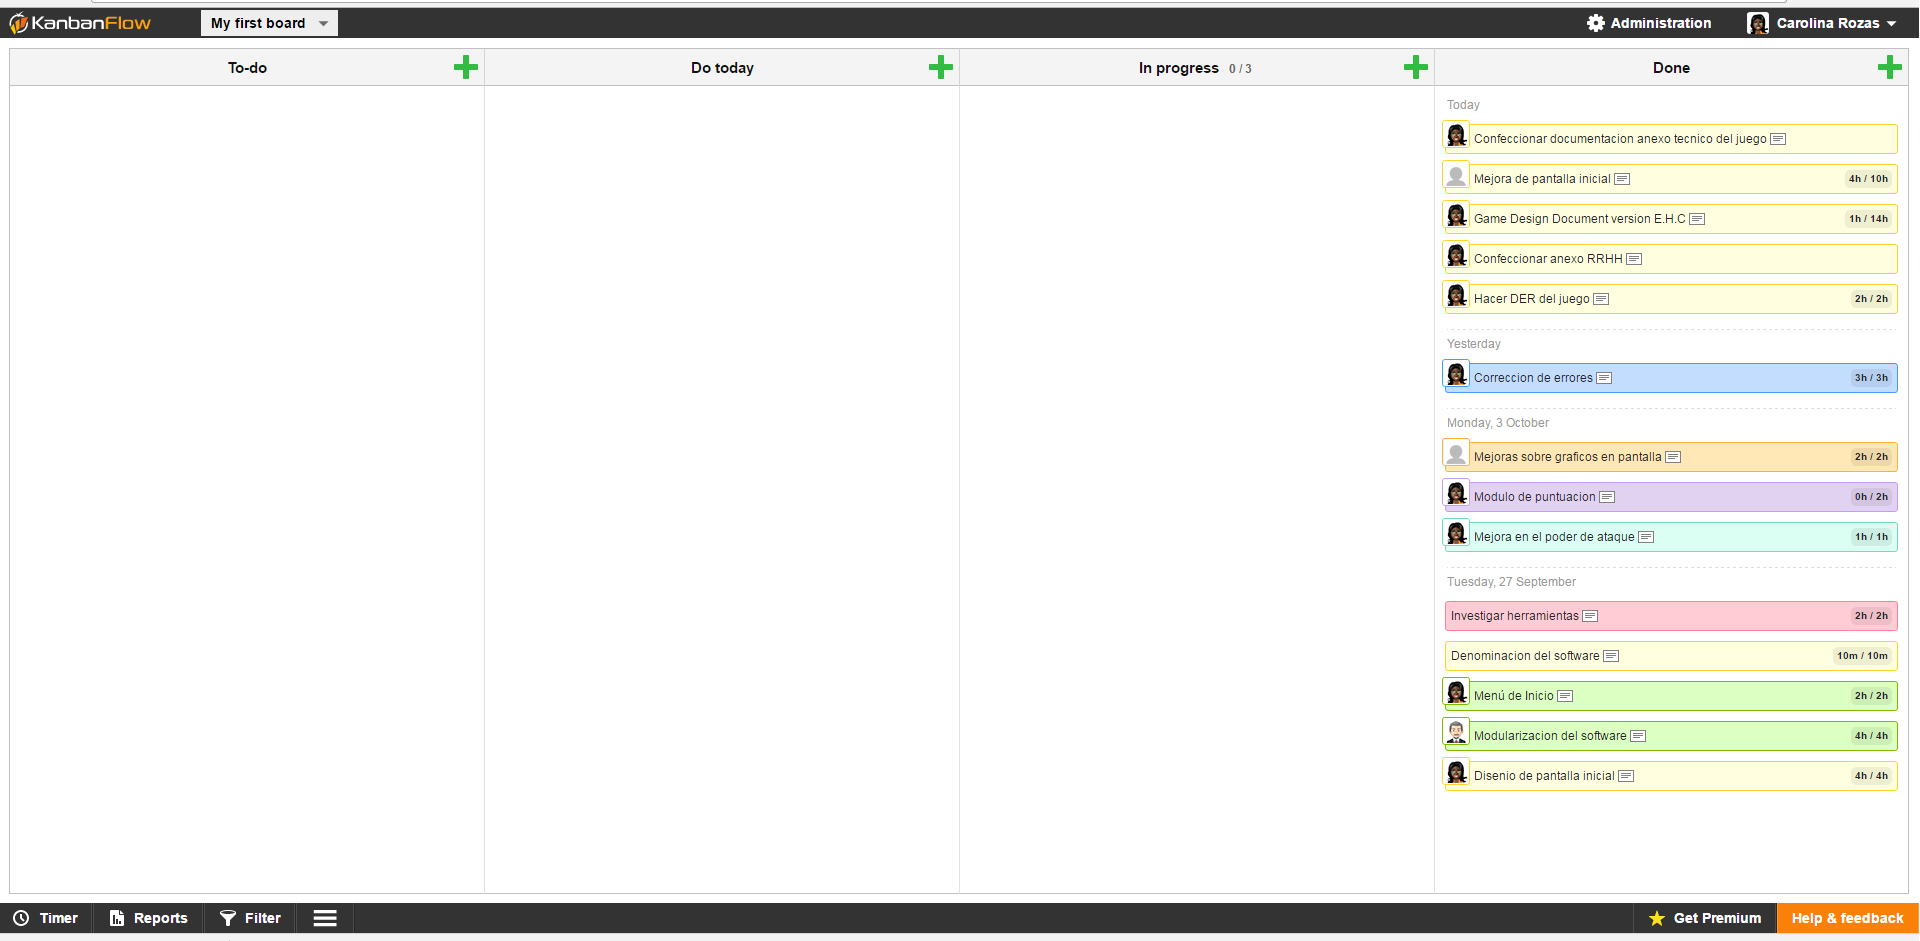 KanbanFlow
My first board
Administration
Carolina Rozas
To-do
Do today
In progress 0 / 3
Done
Today
Confeccionar documentacion anexo tecnico del juego
Mejora de pantalla inicial 4h / 10h
Game Design Document version E.H.C 1h / 14h
Confeccionar anexo RRHH
Hacer DER del juego 2h / 2h
Yesterday
Correccion de errores 3h / 3h
Monday, 3 October
Mejoras sobre graficos en pantalla 2h / 2h
Modulo de puntuacion 0h / 2h
Mejora en el poder de ataque 1h / 1h
Tuesday, 27 September
Investigar herramientas 2h / 2h
Denominacion del software 10m / 10m
Menú de Inicio 2h / 2h
Modularizacion del software 4h / 4h
Disenio de pantalla inicial 4h / 4h
Timer
Reports
Filter
Get Premium
Help & feedback